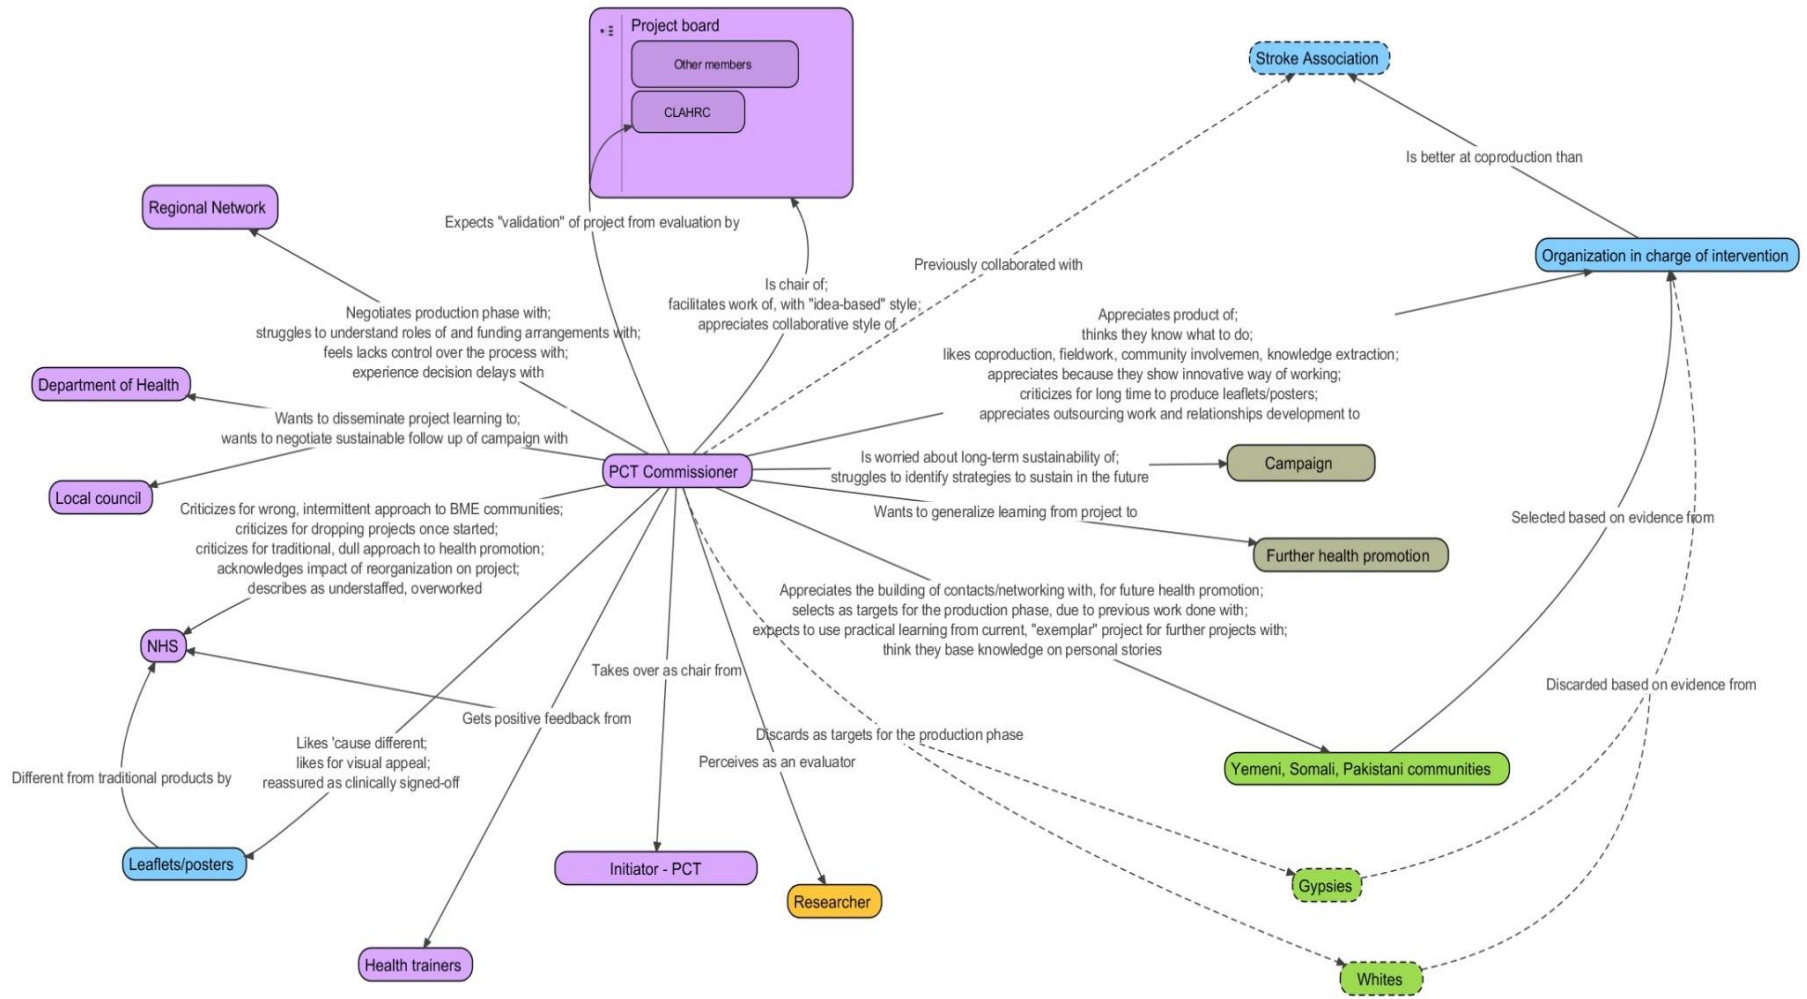 Project board
Other members
CLAHRC
Stroke Association
Is better at coproduction than
Regional Network
Expects "validation" of project from evaluation by
Organization in charge of intervention
Previously collaborated with
Is chair of;
facilitates work of, with "idea-based" style;
appreciates collaborative style of
Negotiates production phase with;
struggles to understand roles of and funding arrangements with;
feels lacks control over the process with;
experience decision delays with
Appreciates product of;
thinks they know what to do;
likes coproduction, fieldwork, community involvemen, knowledge extraction;
appreciates because they show innovative way of working;
criticizes for long time to produce leaflets/posters;
appreciates outsourcing work and relationships development to
Department of Health
Wants to disseminate project learning to;
wants to negotiate sustainable follow up of campaign with
PCT Commissioner
Is worried about long-term sustainability of;
struggles to identify strategies to sustain in the future
Campaign
Local council
Criticizes for wrong, intermittent approach to BME communities;
criticizes for dropping projects once started;
criticizes for traditional, dull approach to health promotion;
acknowledges impact of reorganization on project;
describes as understaffed, overworked
Wants to generalize learning from project to
Selected based on evidence from
Further health promotion
Appreciates the building of contacts/networking with, for future health promotion;
selects as targets for the production phase, due to previous work done with;
expects to use practical learning from current, "exemplar" project for further projects with;
think they base knowledge on personal stories
NHS
Takes over as chair from
Discarded based on evidence from
Gets positive feedback from
Discards as targets for the production phase
Likes 'cause different;
likes for visual appeal;
reassured as clinically signed-off
Perceives as an evaluator
Different from traditional products by
Yemeni, Somali, Pakistani communities
Leaflets/posters
Initiator - PCT
Researcher
Gypsies
Health trainers
Whites